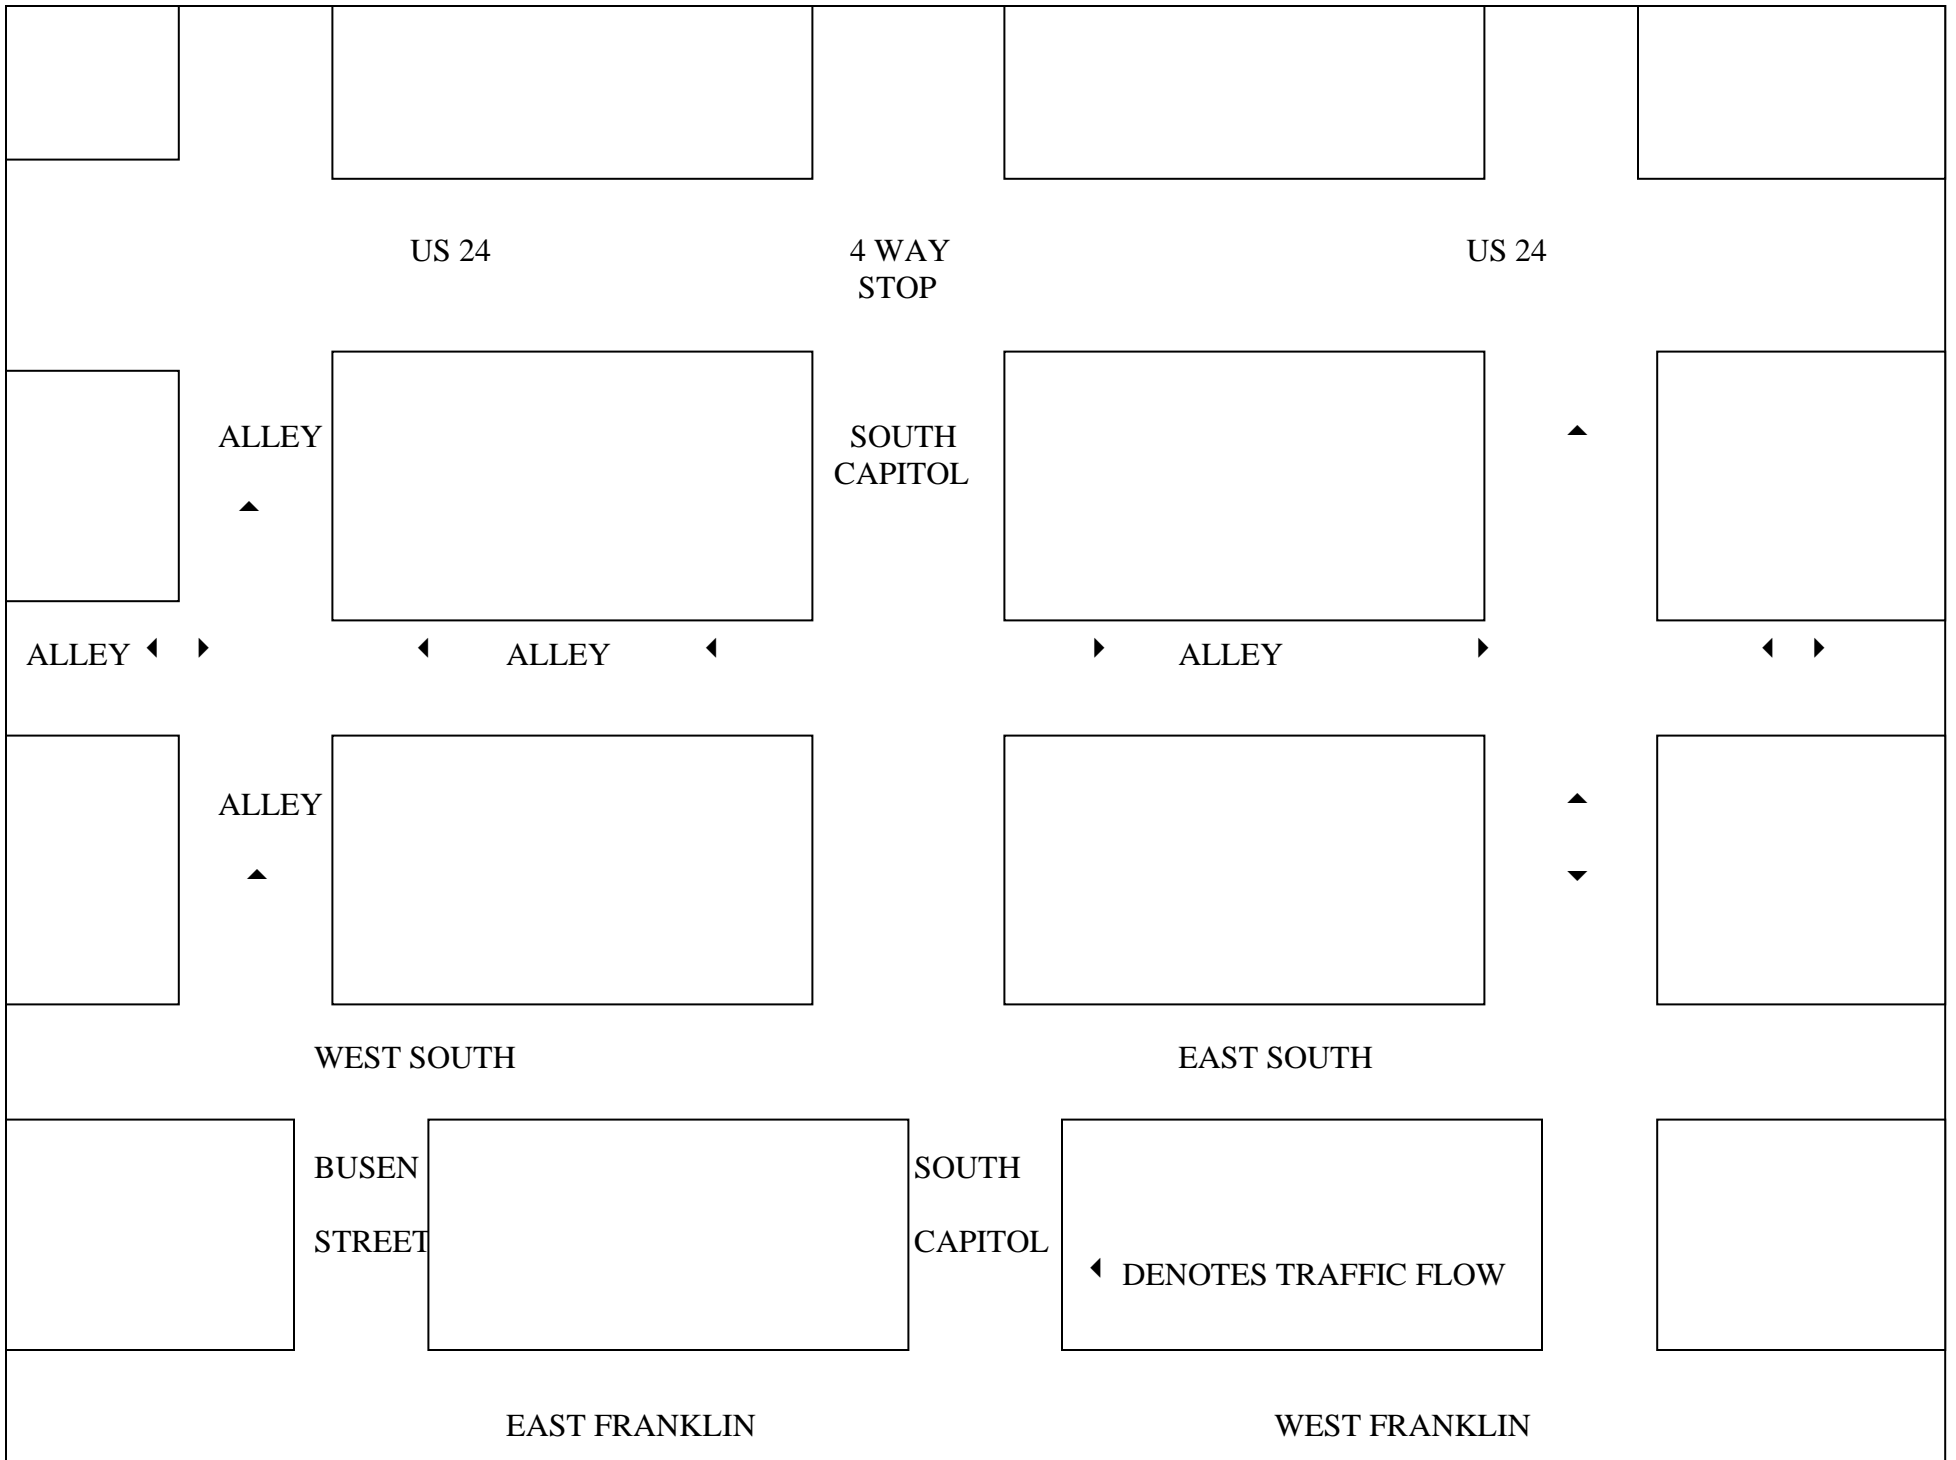 US 24
4 WAY
STOP
US 24
ALLEY
SOUTH
CAPITOL
ALLEY
ALLEY
ALLEY
ALLEY
WEST SOUTH
EAST SOUTH
BUSEN
STREET
SOUTH
CAPITOL
DENOTES TRAFFIC FLOW
EAST FRANKLIN
WEST FRANKLIN